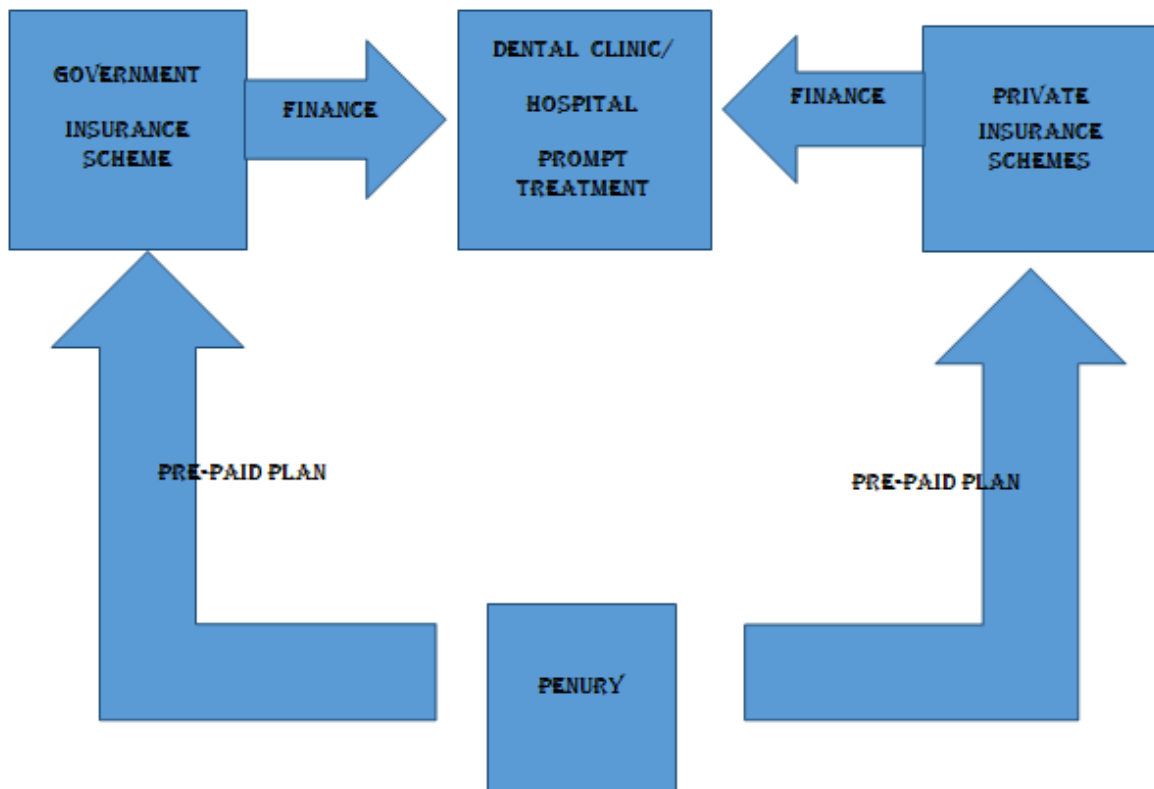 GOVERNMENT
INSURANCE
SCHEME
FINANCE
DENTAL CLINIC/
HOSPITAL
PROMPT
TREATMENT
FINANCE
PRIVATE
INSURANCE
SCHEMES
PRE-PAID PLAN
PRE-PAID PLAN
PENURY